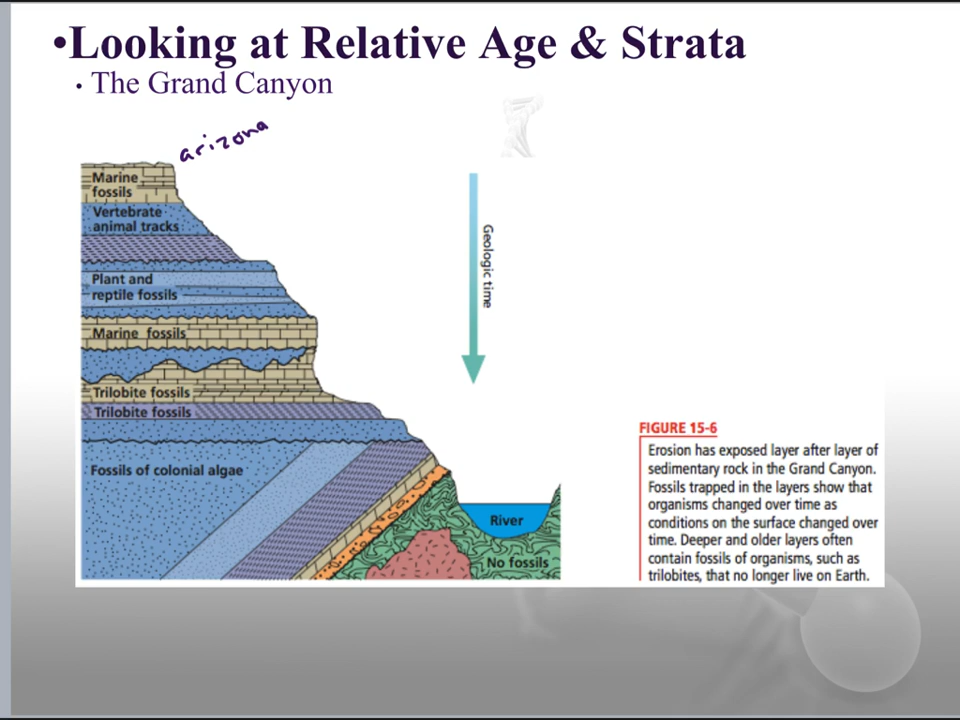 •Looking at Relative Age & Strata
• The Grand Canyon
arizona
Marine
fossils
Vertebrate
animal tracks
Plant and
reptile fossils
Marine fossils
Trilobite fossils
Trilobite fossils
Fossils of colonial algae
River
No fossils
Geologic time
FIGURE 15-6
Erosion has exposed layer after layer of
sedimentary rock in the Grand Canyon.
Fossils trapped in the layers show that
organisms changed over time as
conditions on the surface changed over
time. Deeper and older layers often
contain fossils of organisms, such as
trilobites, that no longer live on Earth.